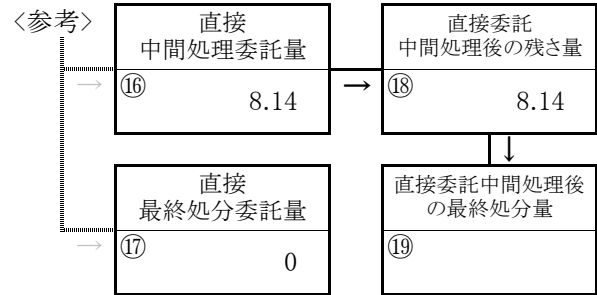 〈参考〉
直接
中間処理委託量
⑯
8.14
→
→
直接委託
中間処理後の残さ量
⑱
8.14
↓
直接
最終処分委託量
⑰
0
→
直接委託中間処理後
の最終処分量
⑲